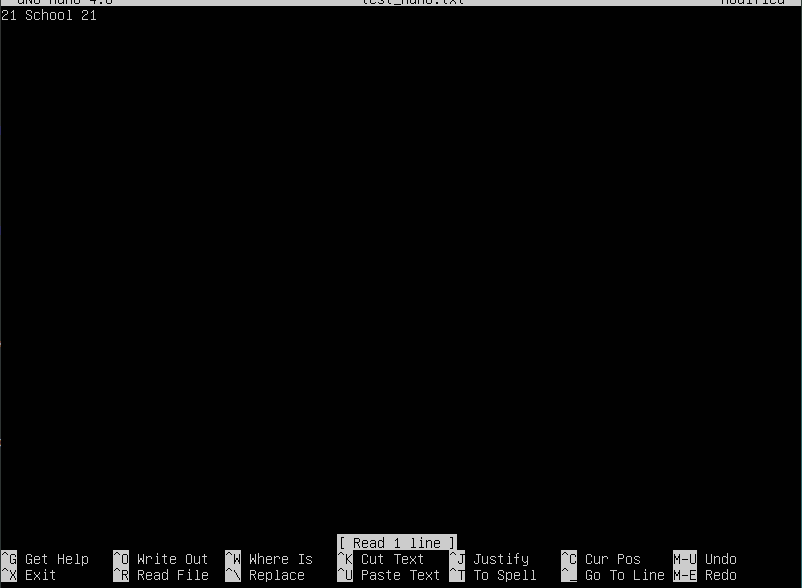 GNU nano 4.8 test_nano.txt Modified
21 School 21
[ Read 1 line ]
^G Get Help ^O Write Out ^W Where Is ^K Cut Text ^J Justify ^C Cur Pos M-U Undo
^X Exit ^R Read File ^\ Replace ^U Paste Text ^T To Spell ^_ Go To Line M-E Redo